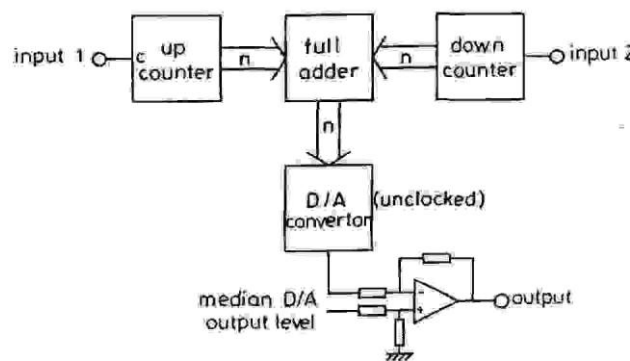 input 1
c up
counter
n
full
adder
n
down
counter
input 2
n
D/A
convertor
(unclocked)
median D/A
output level
-
+
output